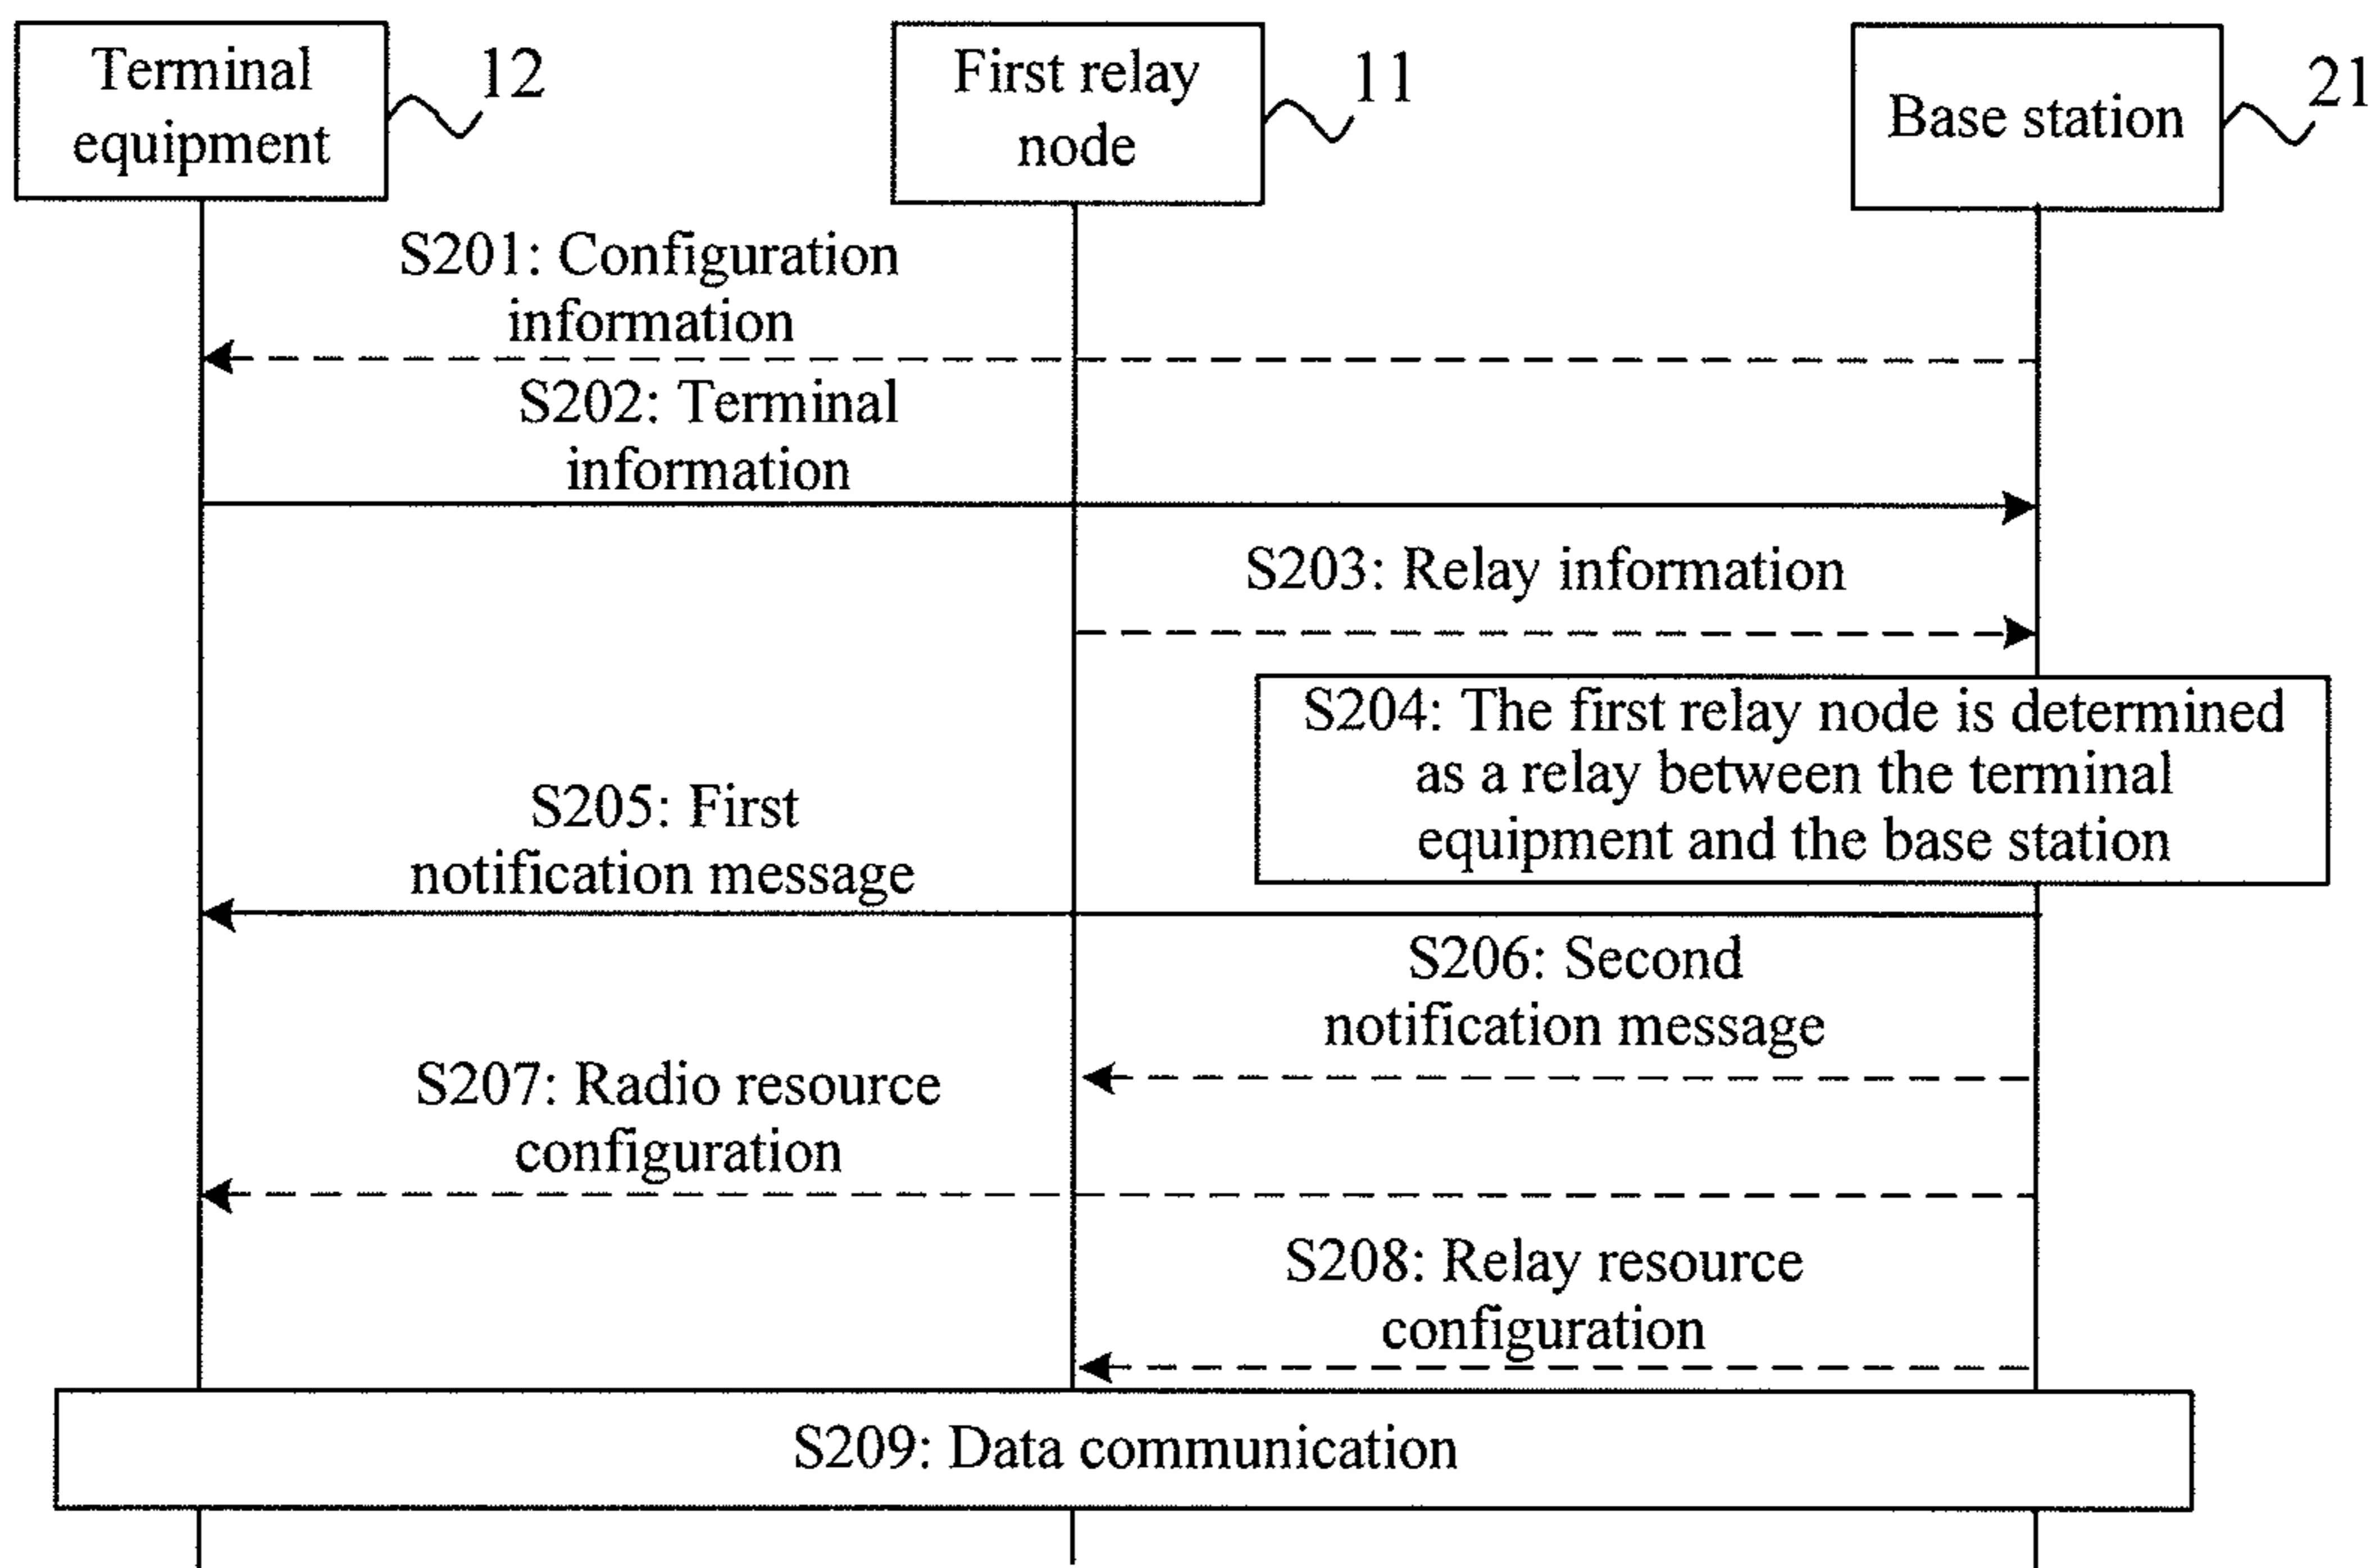 Terminal
equipment
12
First relay
node
11
Base station
21
S201: Configuration
information
S202: Terminal
information
S203: Relay information
S204: The first relay node is determined
as a relay between the terminal
equipment and the base station
S205: First
notification message
S206: Second
notification message
S207: Radio resource
configuration
S208: Relay resource
configuration
S209: Data communication